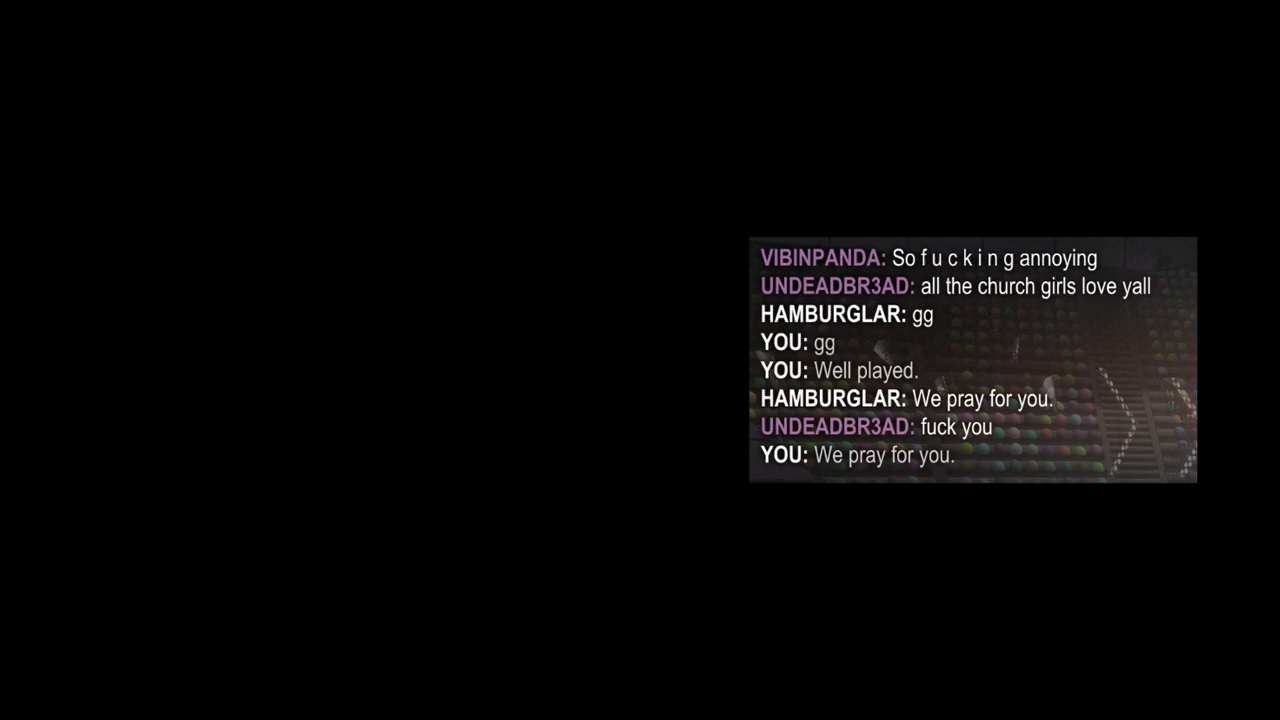 VIBINPANDA: So f u c k i n g annoying
UNDEADBR3AD: all the church girls love yall
HAMBURGLAR: gg
YOU: gg
YOU: Well played.
HAMBURGLAR: We pray for you.
UNDEADBR3AD: fuck you
YOU: We pray for you.